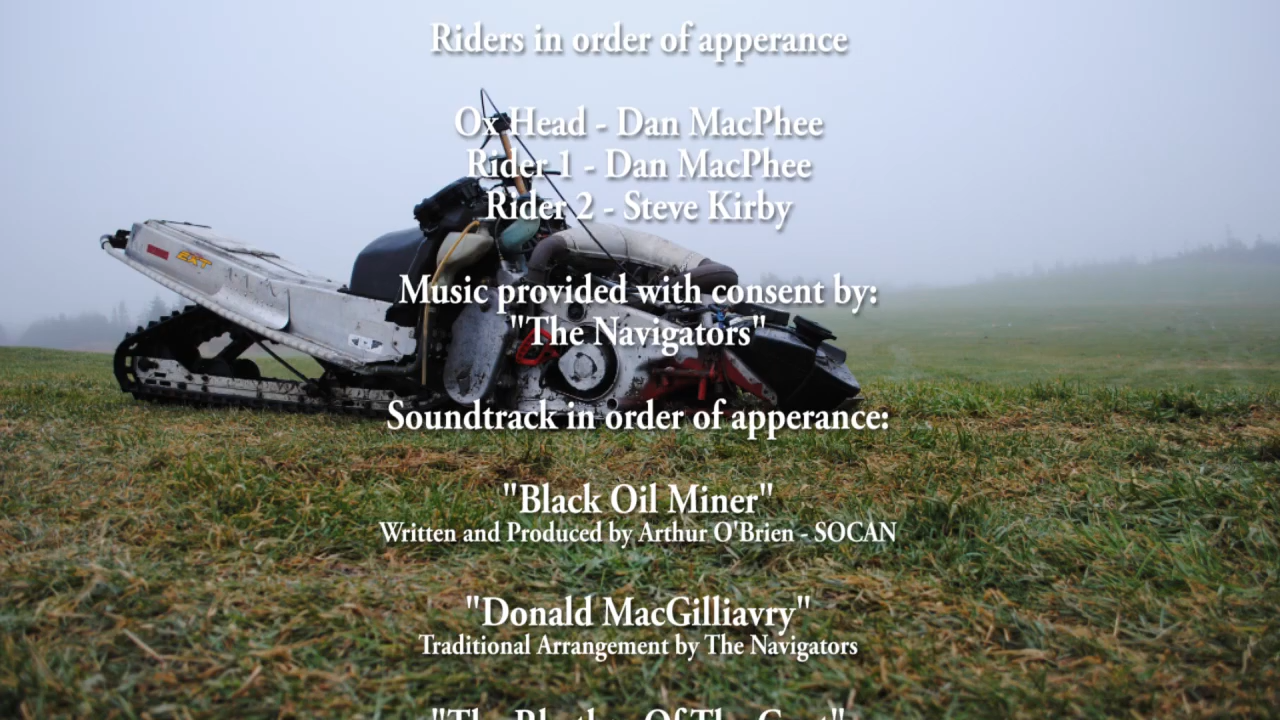 Riders in order of apperance
Ox Head - Dan MacPhee
Rider 1 - Dan MacPhee
Rider 2 - Steve Kirby
EXT
Music provided with consent by:
"The Navigators"
Soundtrack in order of apperance:
"Black Oil Miner"
Written and Produced by Arthur O'Brien - SOCAN
"Donald MacGilliavry"
Traditional Arrangement by The Navigators